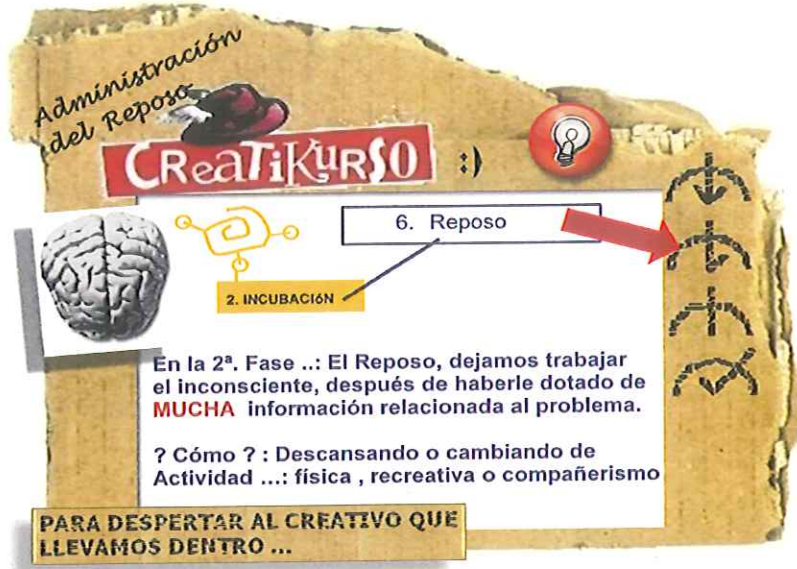 Administración
del Reposo
CReaTiKURSO :)
6. Reposo
2. INCUBACIóN
En la 2ª. Fase ..: El Reposo, dejamos trabajar
el inconsciente, después de haberle dotado de
MUCHA información relacionada al problema.
? Cómo ? : Descansando o cambiando de
Actividad ...: física , recreativa o compañerismo
PARA DESPERTAR AL CREATIVO QUE
LLEVAMOS DENTRO ...